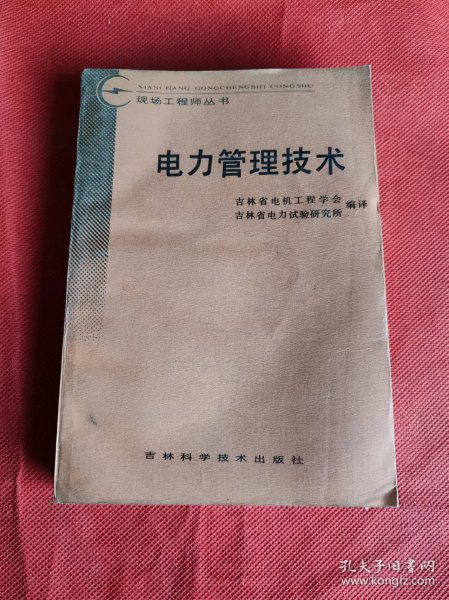 XIANCHANG GONGCHENGSHI CONGSHU
现场工程师丛书
电力管理技术
吉林省电机工程学会
吉林省电力试验研究所
编译
吉林科学技术出版社
孔夫子旧书网
www.kongfz.com